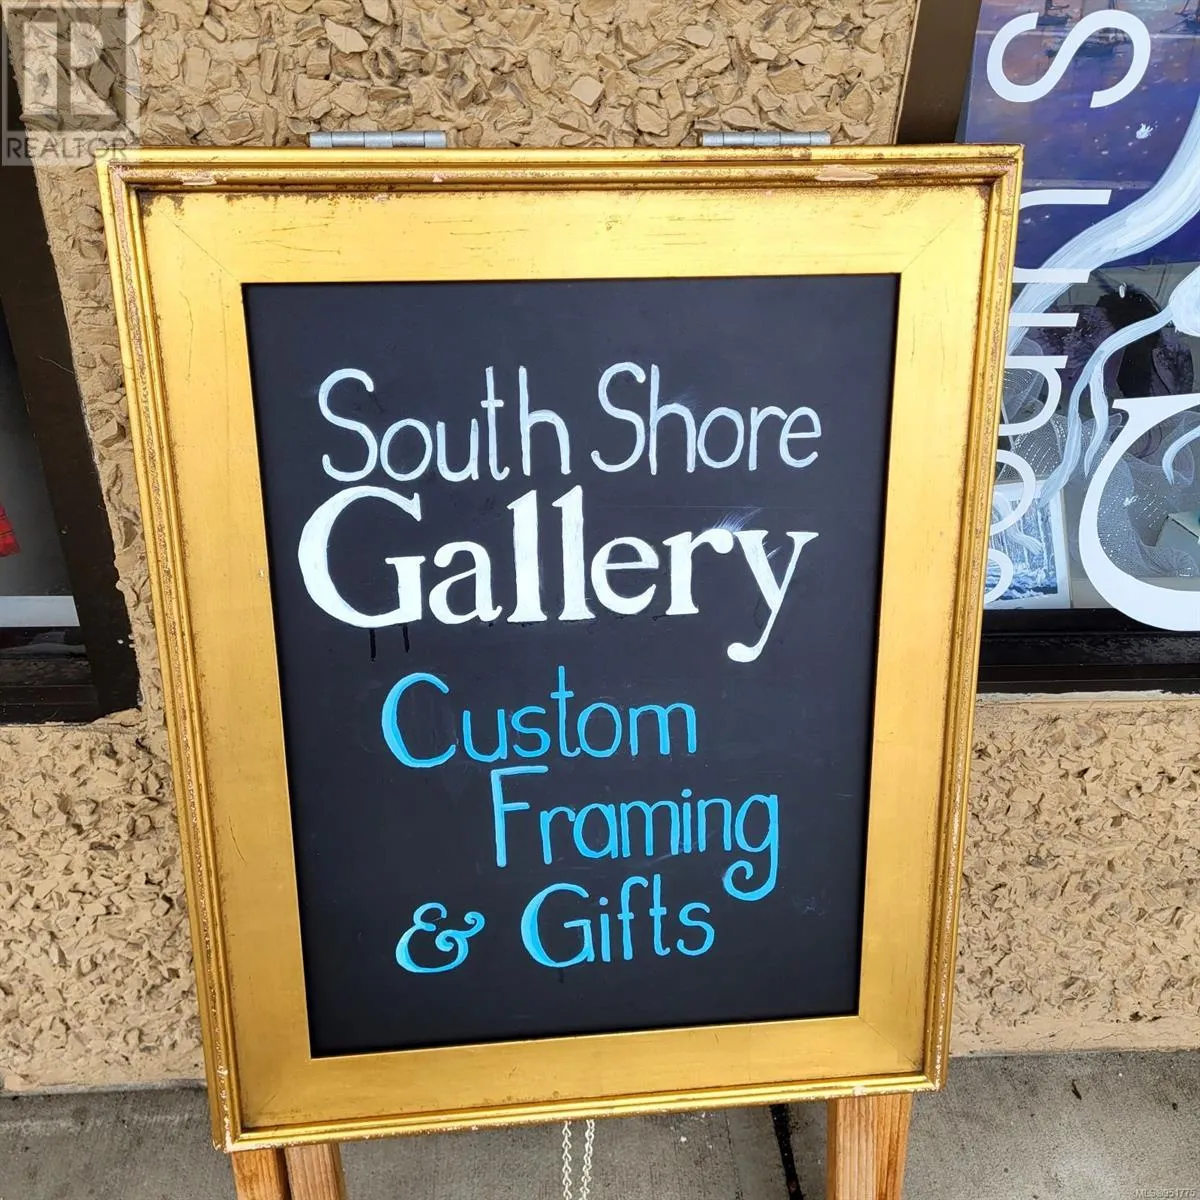 REALTOR
South Shore
Gallery
Custom
Framing
& Gifts